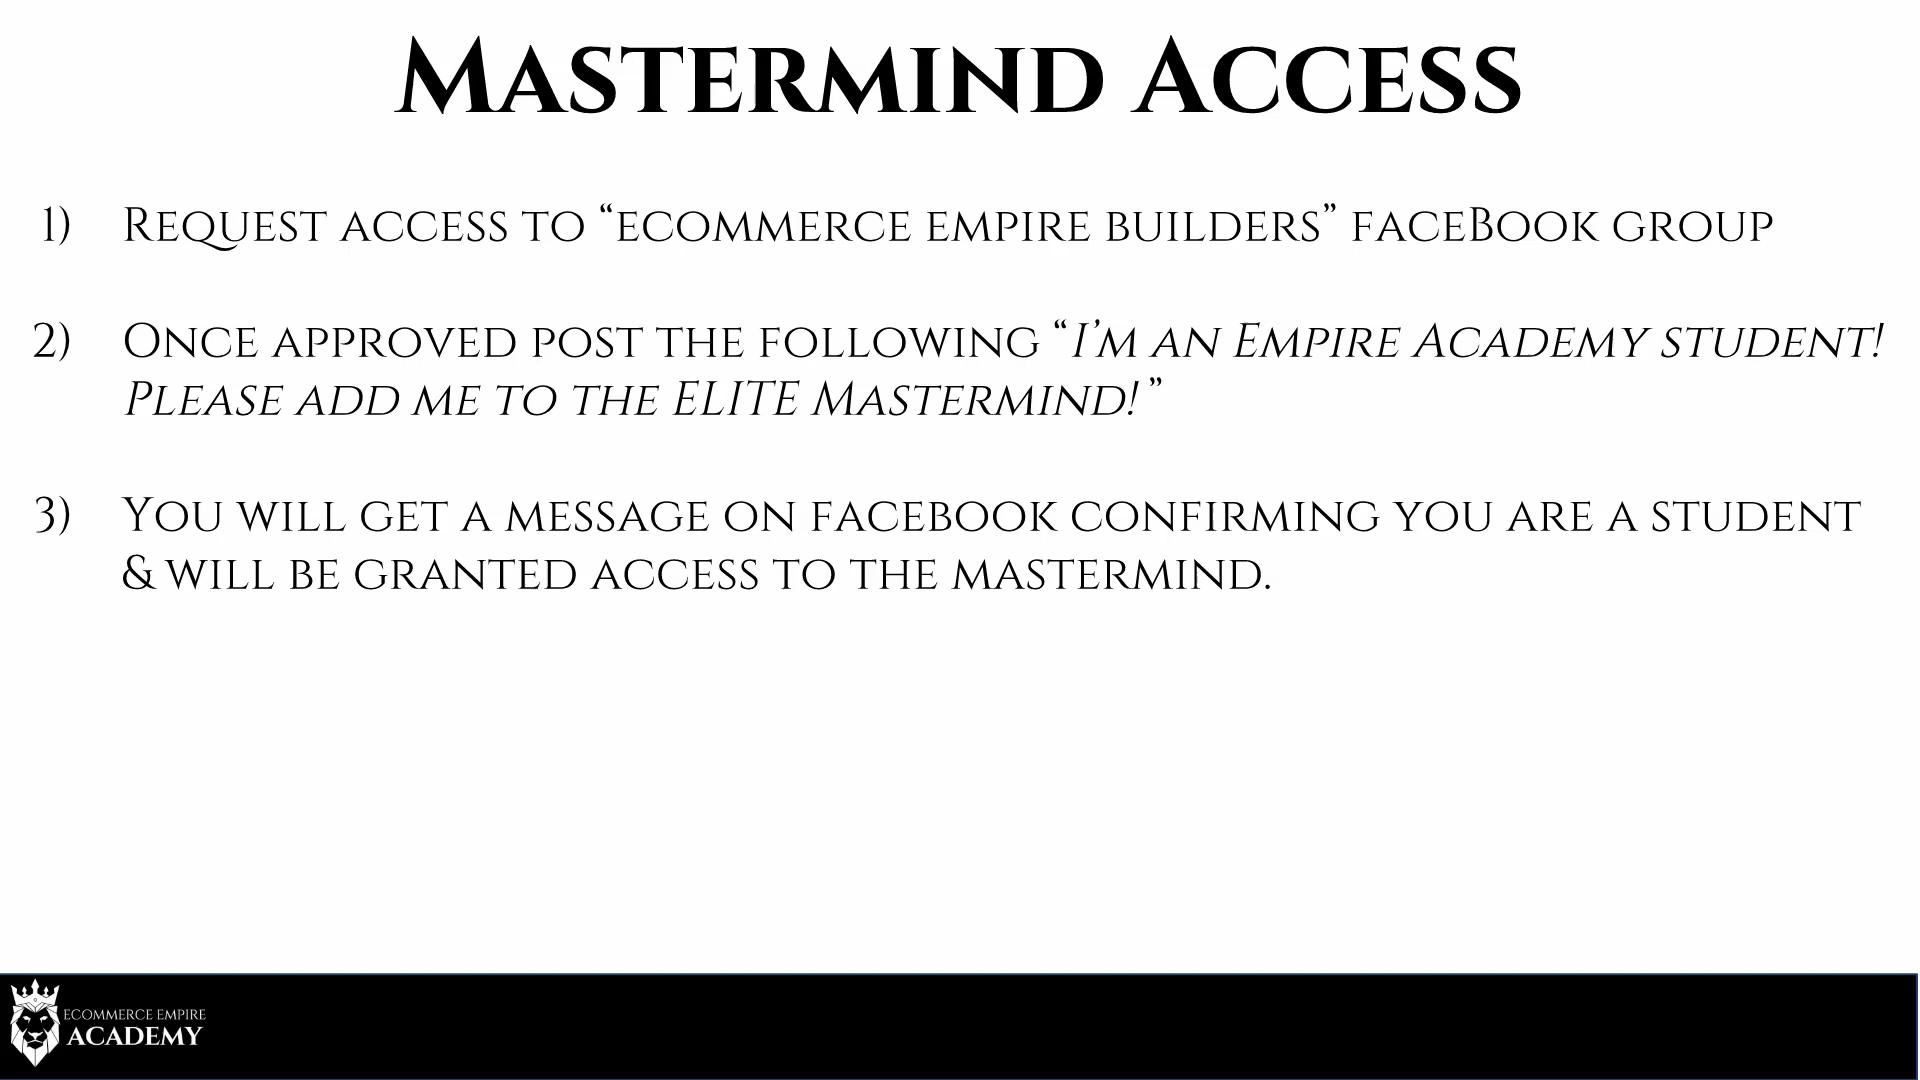 Mastermind Access
1) Request access to “ecommerce empire builders” faceBook group
2) Once approved post the following “I’m an Empire Academy student!
Please add me to the ELITE Mastermind! ”
3) You will get a message on facebook confirming you are a student
& will be granted access to the mastermind.
ECOMMERCE EMPIRE
ACADEMY